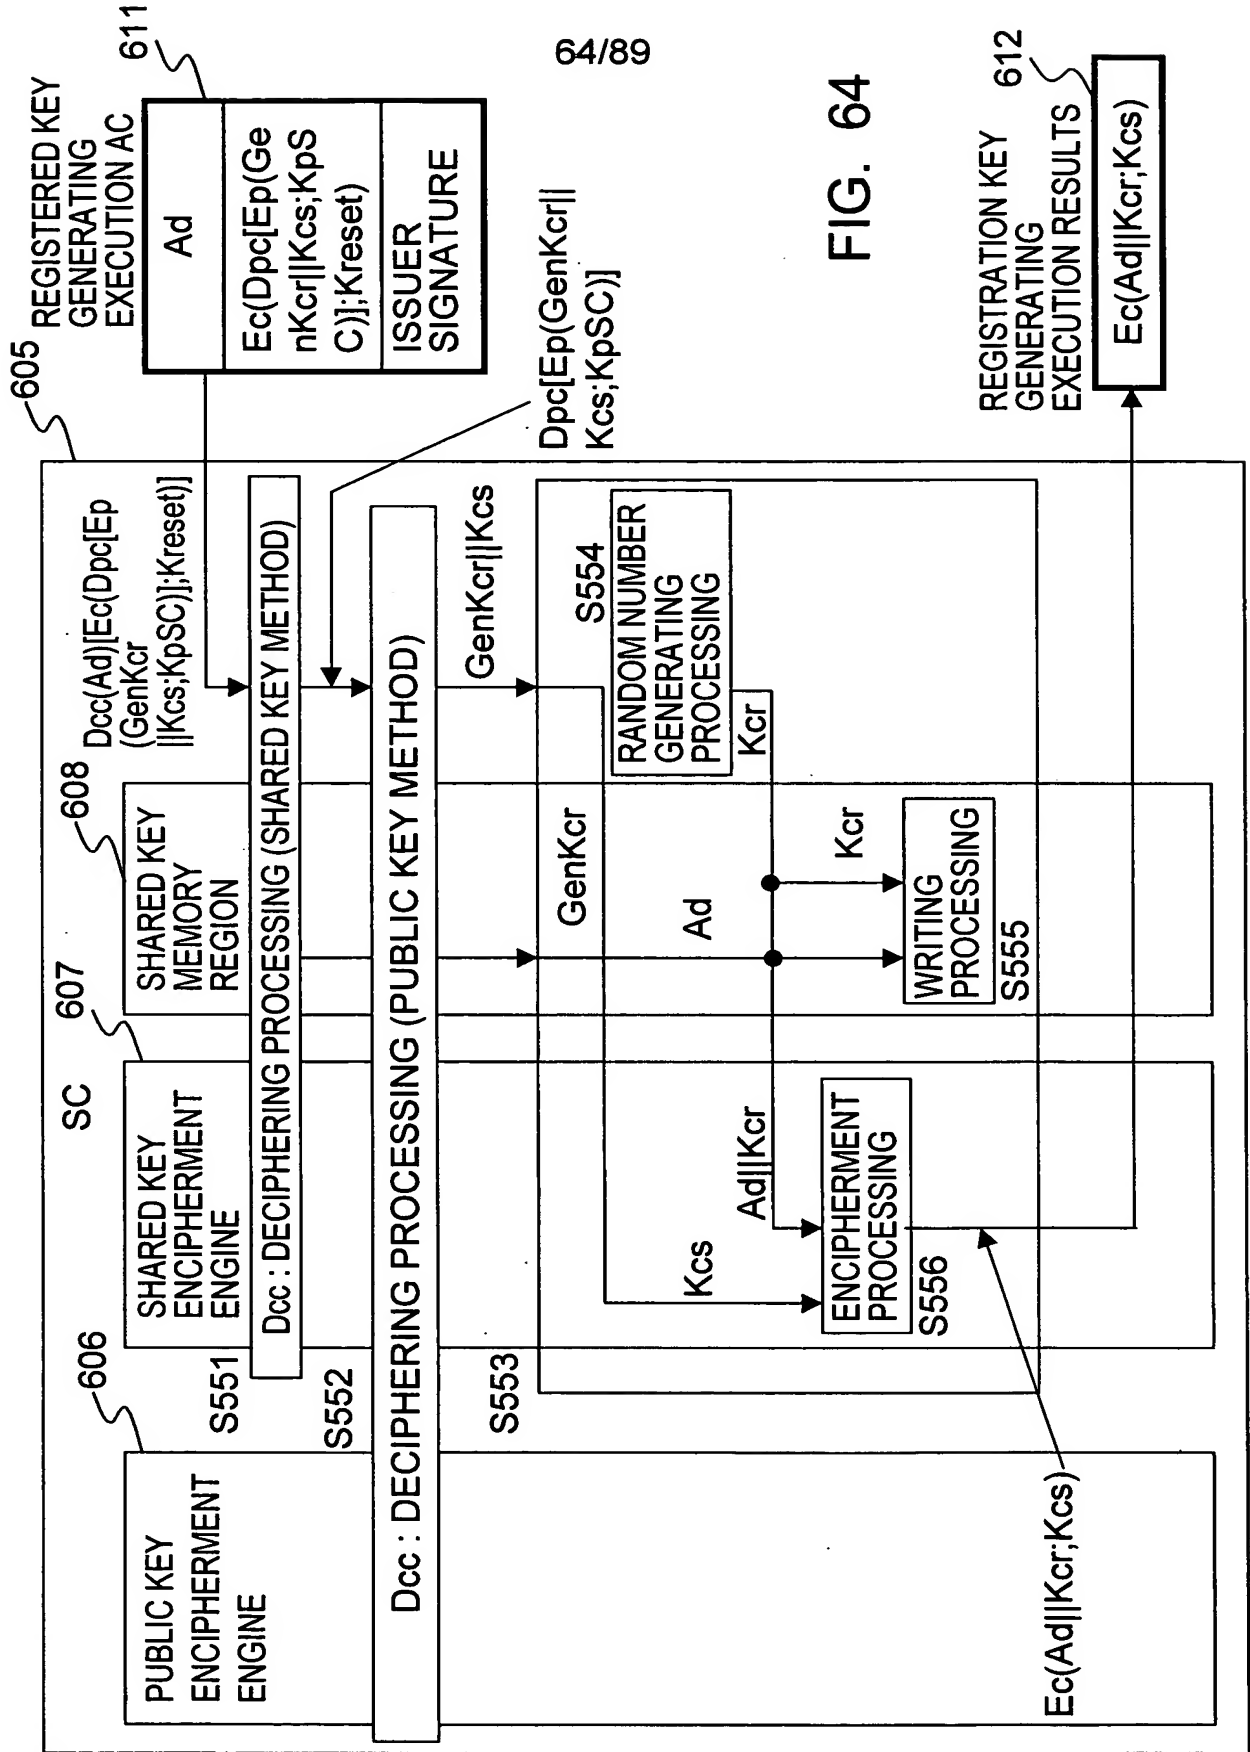 64/89
FIG. 64
605
SC
606
PUBLIC KEY
ENCIPHERMENT
ENGINE
607
SHARED KEY
ENCIPHERMENT
ENGINE
608
SHARED KEY
MEMORY
REGION
Dcc(Ad)[Ec(Dpc[Ep
(GenKcr
||Kcs;KpSC)];Kreset)]
REGISTERED KEY
GENERATING
EXECUTION AC
611
Ad
Ec(Dpc[Ep(Ge
nKcr||Kcs;KpS
C)];Kreset)
ISSUER
SIGNATURE
S551
Dcc : DECIPHERING PROCESSING (SHARED KEY METHOD)
S552
Dcc : DECIPHERING PROCESSING (PUBLIC KEY METHOD)
Dpc[Ep(GenKcr||
Kcs;KpSC)]
GenKcr||Kcs
S553
GenKcr
S554
RANDOM NUMBER
GENERATING
PROCESSING
Kcr
Kcs
Ad||Kcr
Ad
Kcr
ENCIPHERMENT
PROCESSING
S556
WRITING
PROCESSING
S555
Ec(Ad||Kcr;Kcs)
REGISTRATION KEY
GENERATING
EXECUTION RESULTS
612
Ec(Ad||Kcr;Kcs)